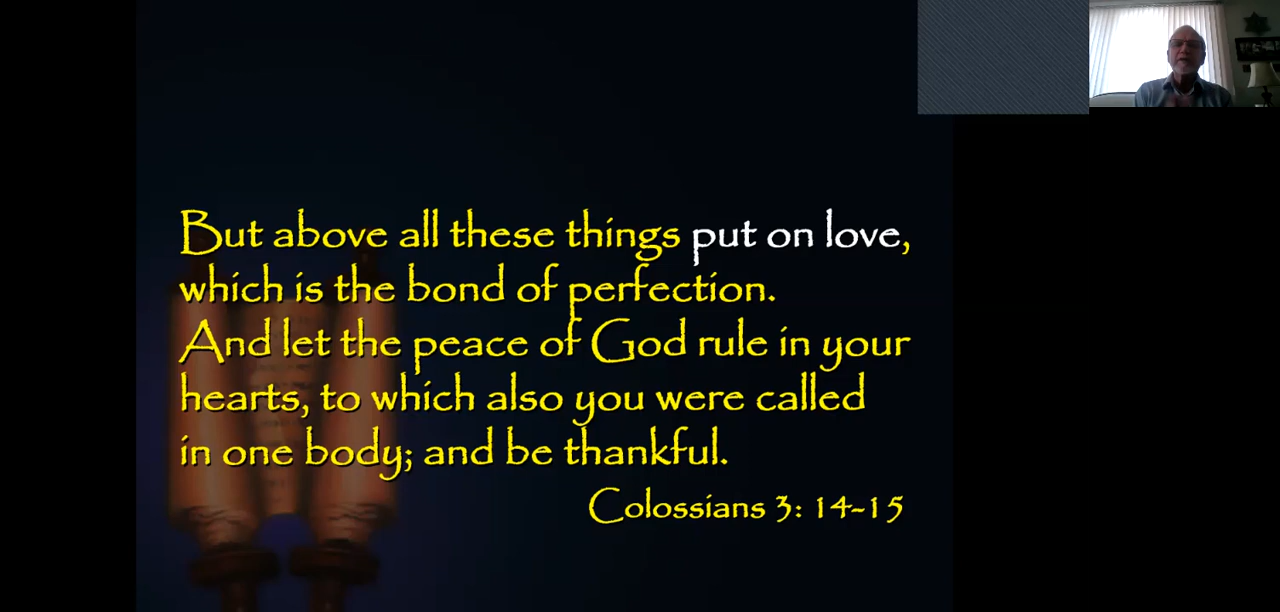 But above all these things put on love,
which is the bond of perfection.
And let the peace of God rule in your
hearts, to which also you were called
in one body; and be thankful.
Colossians 3: 14-15